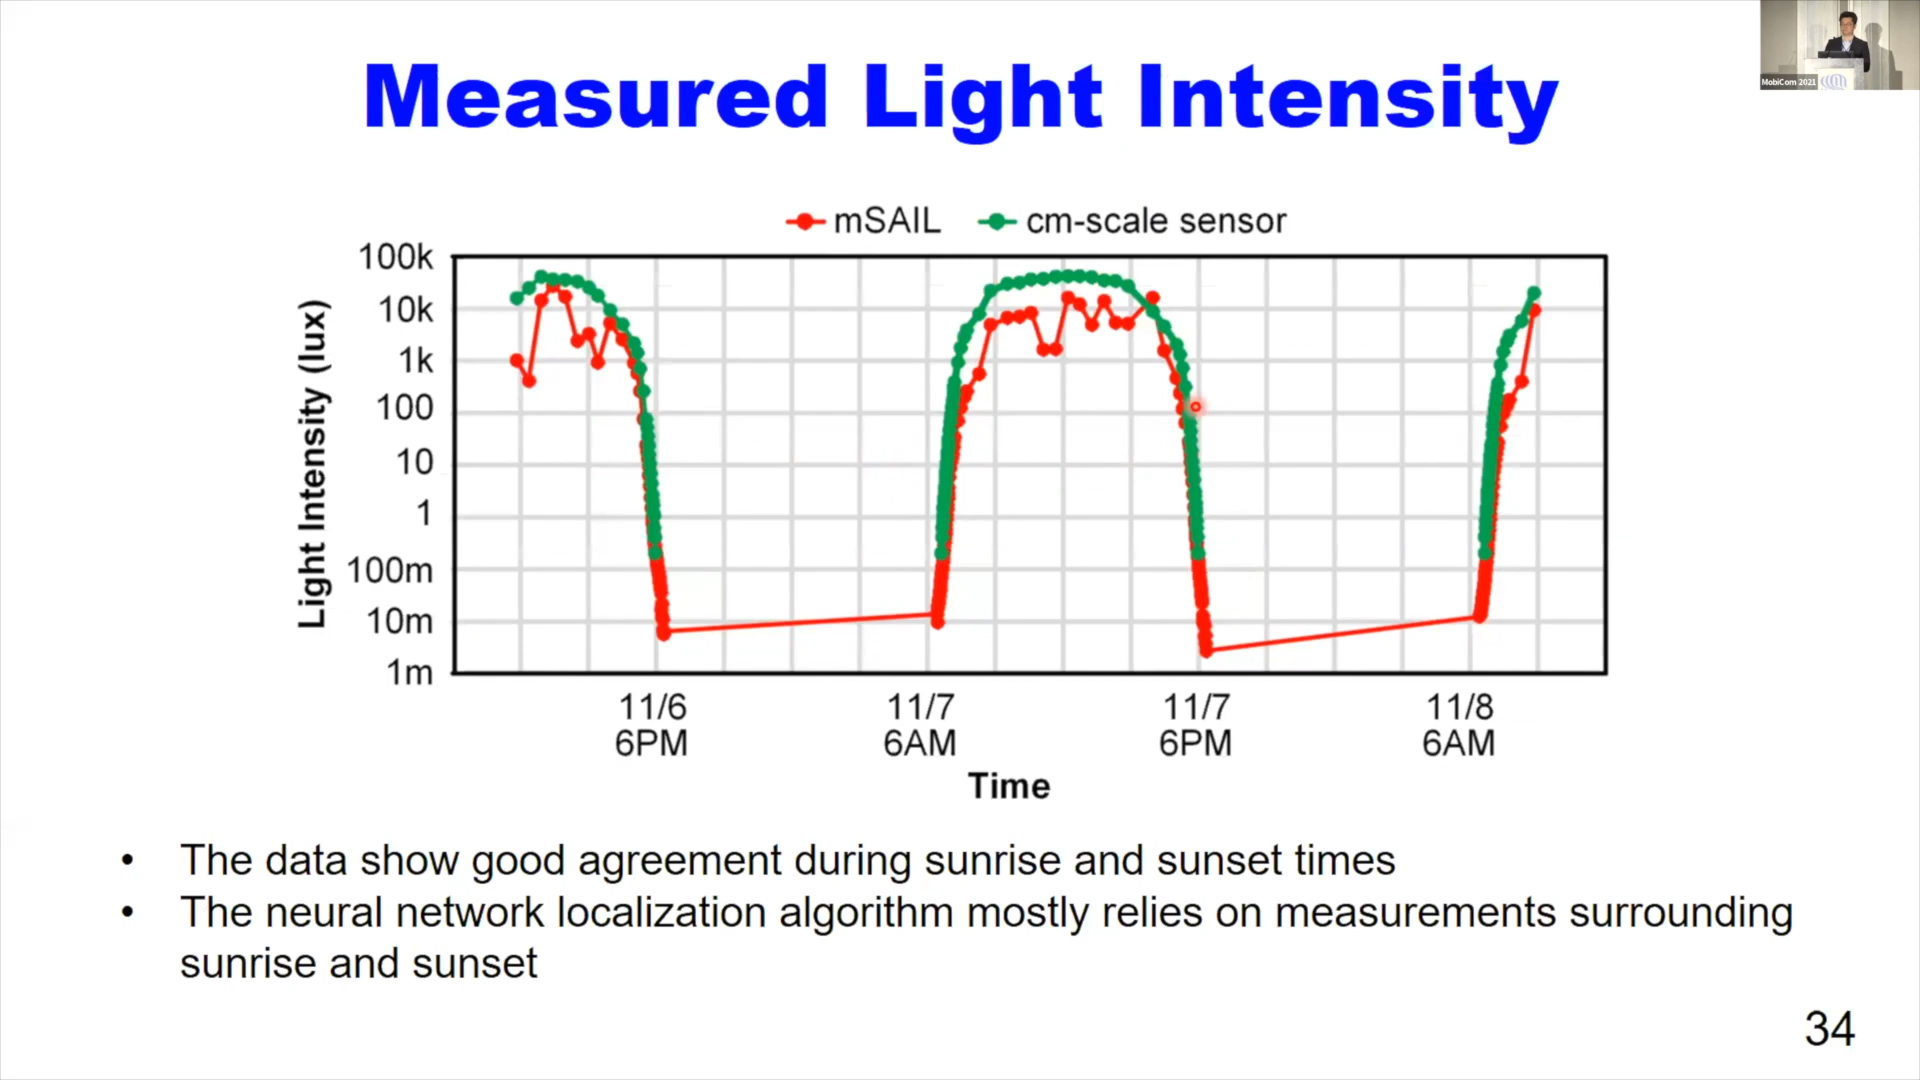 Measured Light Intensity
MobiCom 2021
mSAIL
cm-scale sensor
Light Intensity (lux)
100k
10k
1k
100
10
1
100m
10m
1m
11/6
6PM
11/7
6AM
11/7
6PM
11/8
6AM
Time
• The data show good agreement during sunrise and sunset times
• The neural network localization algorithm mostly relies on measurements surrounding
sunrise and sunset
34